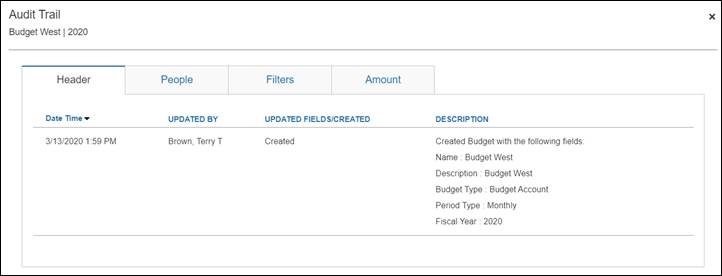 Audit Trail
Budget West | 2020
×
Header People Filters Amount
Date Time UPDATED BY UPDATED FIELDS/CREATED DESCRIPTION
3/13/2020 1:59 PM Brown, Terry T Created Created Budget with the following fields:
Name : Budget West
Description : Budget West
Budget Type : Budget Account
Period Type : Monthly
Fiscal Year : 2020